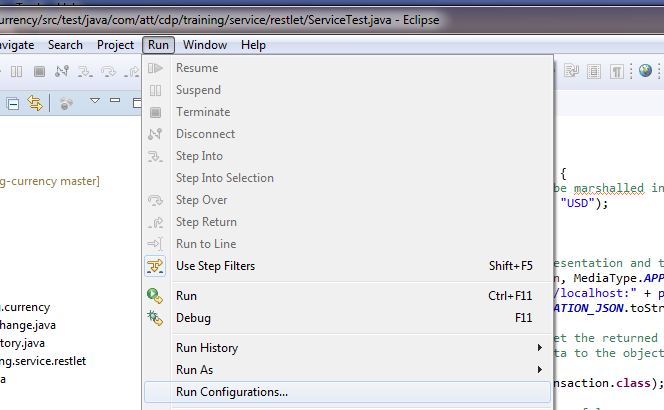 urrency/src/test/java/com/att/cdp/training/service/restlet/ServiceTest.java - Eclipse
avigate Search Project Run Window Help
Resume
Suspend
Terminate
Disconnect
Step Into
g-currency master]
Step Into Selection
{
be marshalled in
Step Over
"USD");
Step Return
Run to Line
Use Step Filters Shift+F5
esentation and t
n, MediaType.APP
Run Ctrl+F11
/localhost:" + p
g.currency
ATION_JSON.toStr
Debug F11
hange.java
et the returned
tory.java
Run History
ta to the objec
ng.service.restlet
Run As
a
nsaction.class);
Run Configurations...